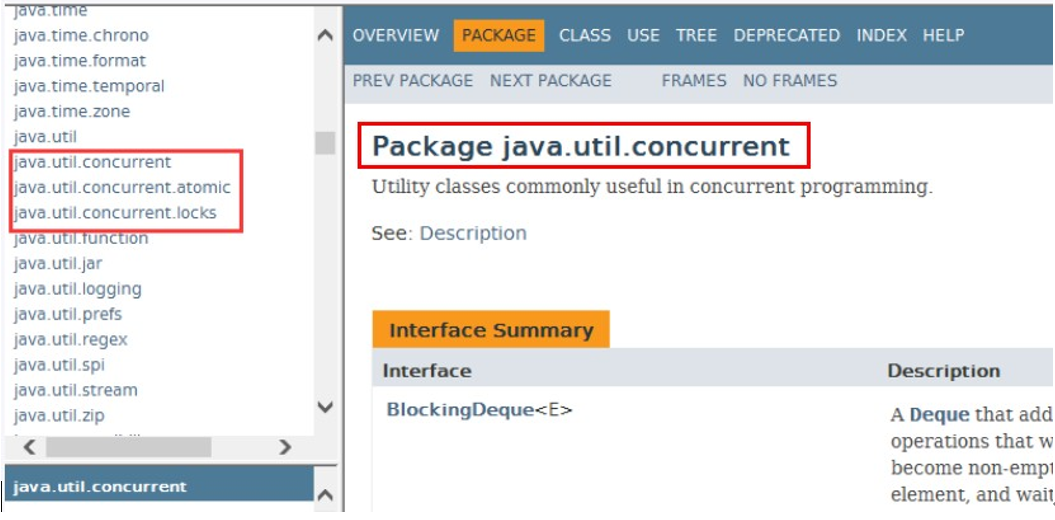 java.time
java.time.chrono
java.time.format
java.time.temporal
java.time.zone
java.util
java.util.concurrent
java.util.concurrent.atomic
java.util.concurrent.locks
java.util.function
java.util.jar
java.util.logging
java.util.prefs
java.util.regex
java.util.spi
java.util.stream
java.util.zip
java.util.concurrent
OVERVIEW PACKAGE CLASS USE TREE DEPRECATED INDEX HELP
PREV PACKAGE NEXT PACKAGE FRAMES NO FRAMES
Package java.util.concurrent
Utility classes commonly useful in concurrent programming.
See: Description
Interface Summary
Interface Description
BlockingDeque<E> A Deque that add
operations that w
become non-empt
element, and wait